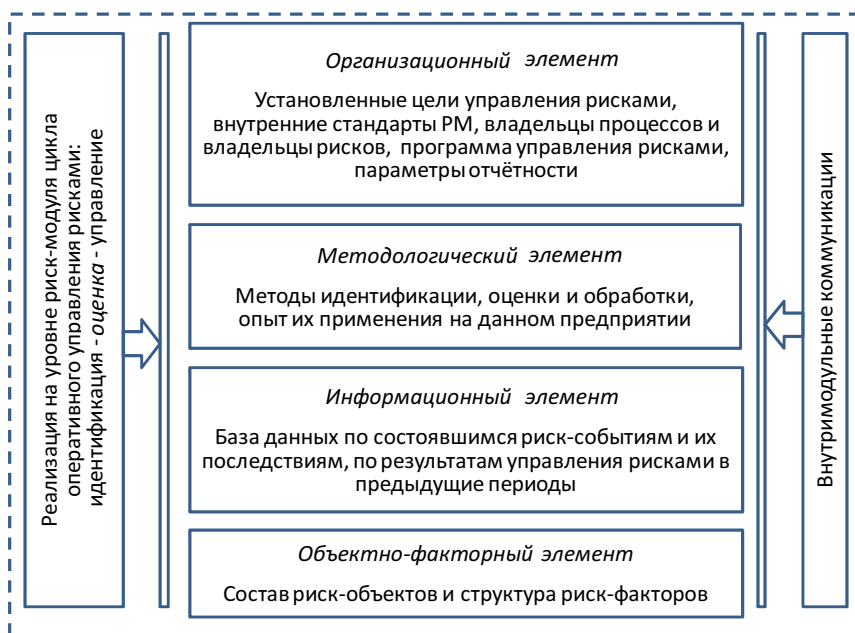 Реализация на уровне риск-модуля цикла
оперативного управления рисками:
идентификация - оценка - управление
Организационный элемент
Установленные цели управления рисками,
внутренние стандарты РМ, владельцы процессов и
владельцы рисков, программа управления рисками,
параметры отчётности
Методологический элемент
Методы идентификации, оценки и обработки,
опыт их применения на данном предприятии
Информационный элемент
База данных по состоявшимся риск-событиям и их
последствиям, по результатам управления рисками в
предыдущие периоды
Объектно-факторный элемент
Состав риск-объектов и структура риск-факторов
Внутримодульные коммуникации